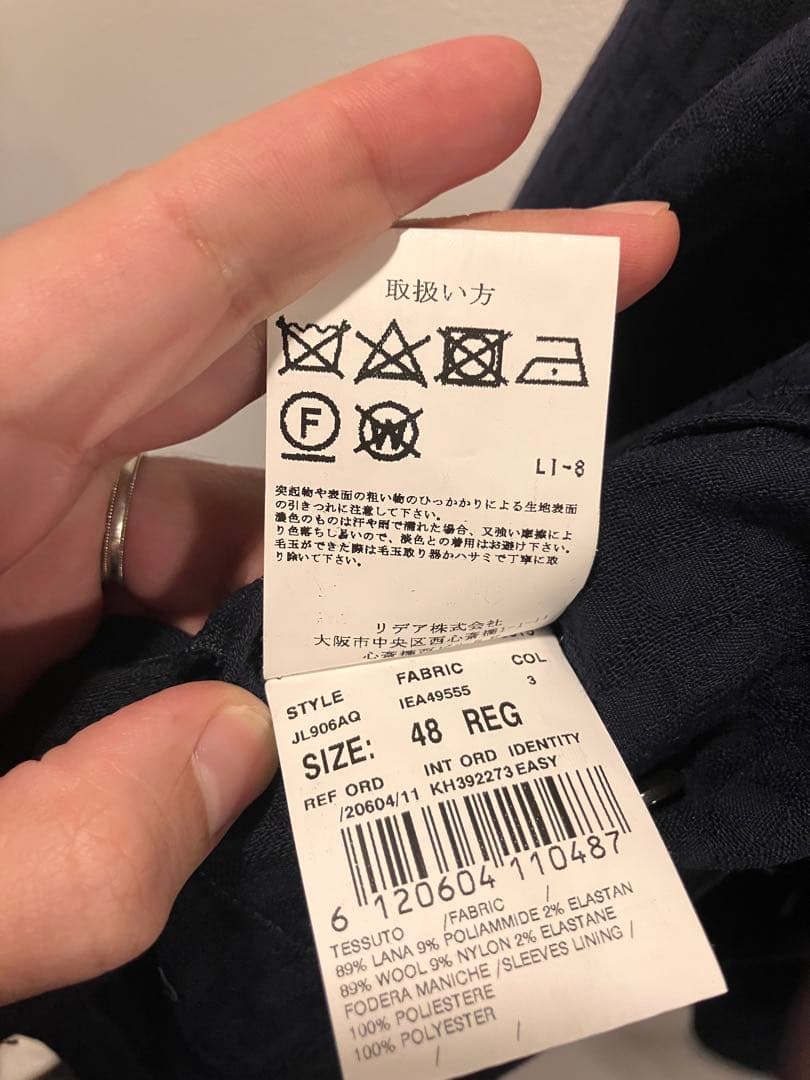 取扱い方
F W
LI-8
突起物や表面の粗い物のひっかかりによる生地表面
の引きつれに注意して下さい。
濃色のものは汗や雨で濡れた場合、又強い摩擦によ
り色落ちし易いので、淡色との着用はお避け下さい。
毛玉ができた際は毛玉取り器かハサミで丁寧に取
り除いて下さい。
リデア株式会社
大阪市中央区西心斎橋
心斎橋西
STYLE FABRIC COL
JL906AQ IEA49555 3
SIZE: 48 REG
REF ORD INT ORD IDENTITY
/20604/11 KH392273 EASY
6 120604 110487
TESSUTO /FABRIC /
89% LANA 9% POLIAMMIDE 2% ELASTAN
89% WOOL 9% NYLON 2% ELASTANE
FODERA MANICHE /SLEEVES LINING /
100% POLIESTERE
100% POLYESTER
/ /